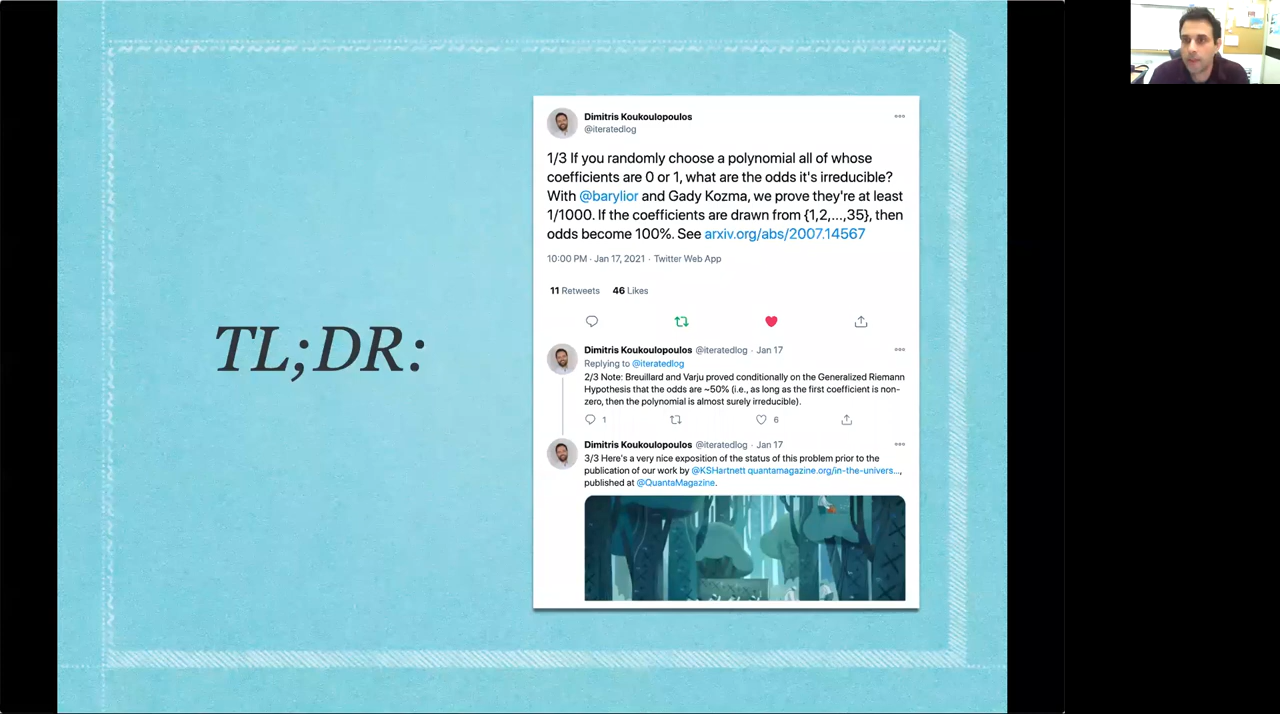 TL;DR:
Dimitris Koukoulopoulos
@iteratedlog
1/3 If you randomly choose a polynomial all of whose
coefficients are 0 or 1, what are the odds it's irreducible?
With @barylior and Gady Kozma, we prove they're at least
1/1000. If the coefficients are drawn from {1,2,...,35}, then
odds become 100%. See arxiv.org/abs/2007.14567
10:00 PM · Jan 17, 2021 · Twitter Web App
11 Retweets 46 Likes
Dimitris Koukoulopoulos @iteratedlog · Jan 17
Replying to @iteratedlog
2/3 Note: Breuillard and Varju proved conditionally on the Generalized Riemann
Hypothesis that the odds are ~50% (i.e., as long as the first coefficient is non-
zero, then the polynomial is almost surely irreducible).
1 6
Dimitris Koukoulopoulos @iteratedlog · Jan 17
3/3 Here's a very nice exposition of the status of this problem prior to the
publication of our work by @KSHartnett quantamagazine.org/in-the-univers...,
published at @QuantaMagazine.